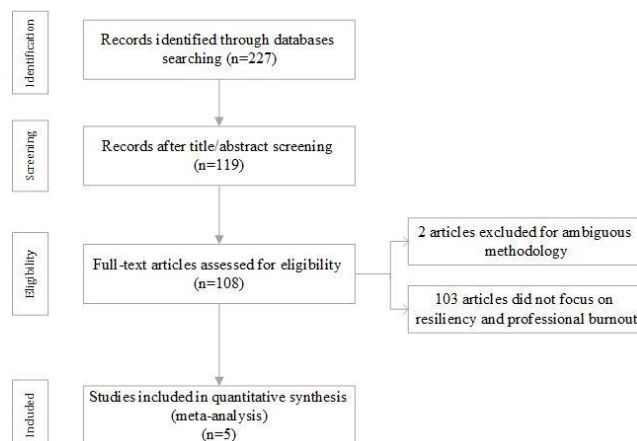 Identification
Records identified through databases
searching (n=227)
Screening
Records after title/abstract screening
(n=119)
Eligibility
Full-text articles assessed for eligibility
(n=108)
2 articles excluded for ambiguous
methodology
103 articles did not focus on
resiliency and professional burnout
Included
Studies included in quantitative synthesis
(meta-analysis)
(n=5)